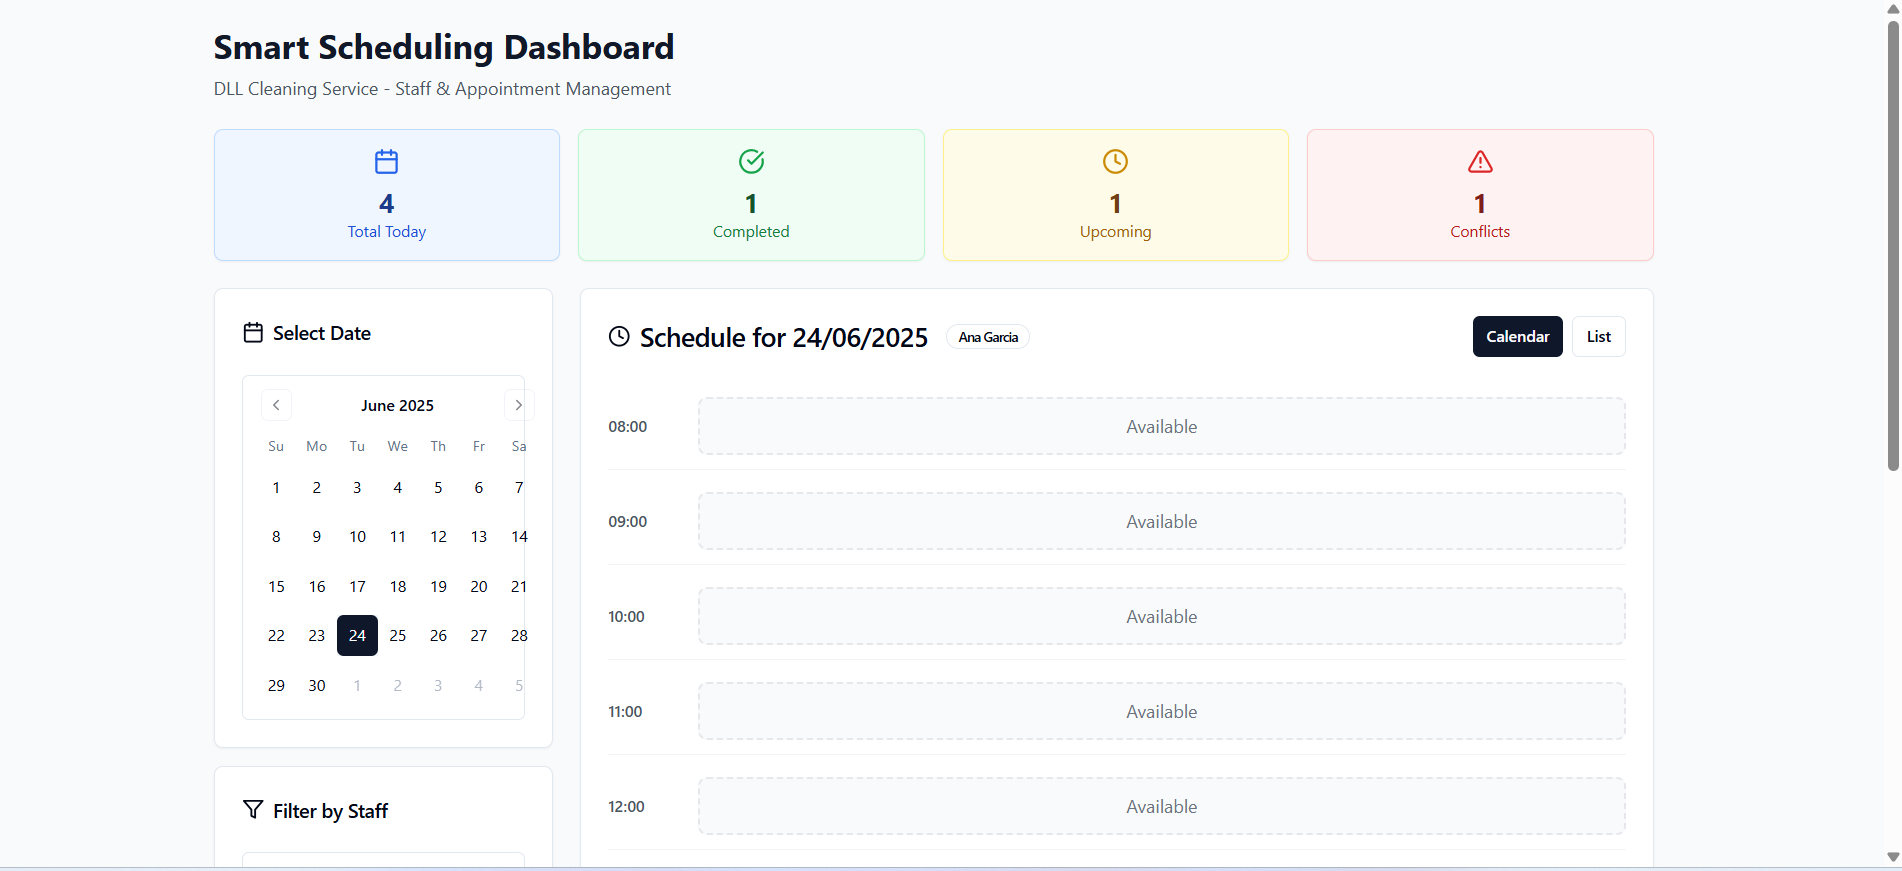 Smart Scheduling Dashboard
DLL Cleaning Service - Staff & Appointment Management
4
Total Today
1
Completed
1
Upcoming
1
Conflicts
Select Date
June 2025
Su Mo Tu We Th Fr Sa
1 2 3 4 5 6 7
8 9 10 11 12 13 14
15 16 17 18 19 20 21
22 23 24 25 26 27 28
29 30 1 2 3 4 5
Filter by Staff
Schedule for 24/06/2025 Ana Garcia
Calendar List
08:00 Available
09:00 Available
10:00 Available
11:00 Available
12:00 Available